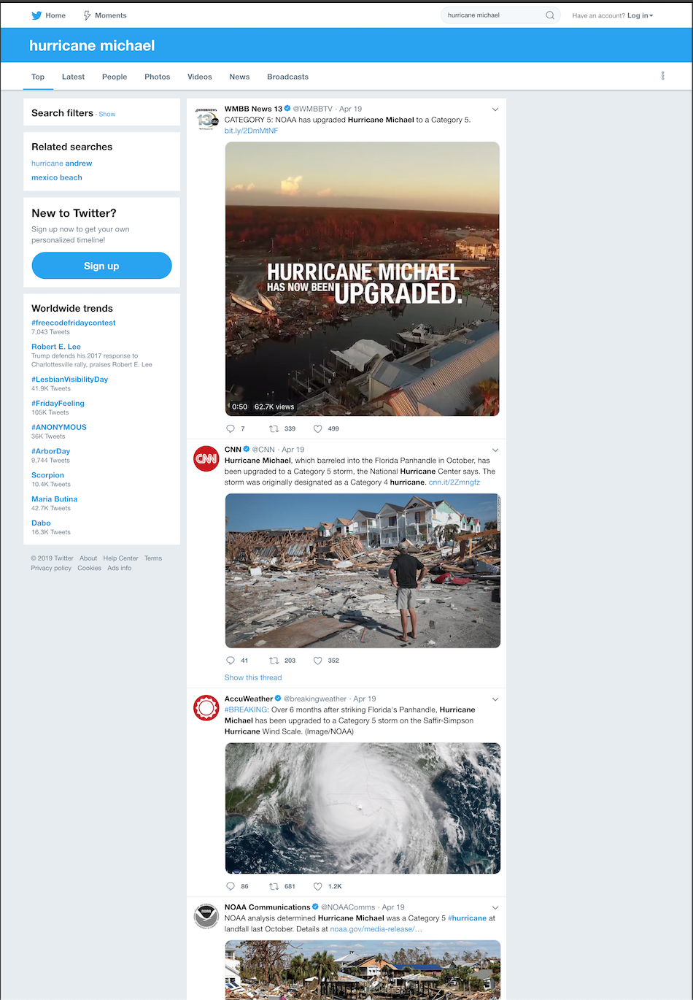 Home
Moments
hurricane michael
Have an account? Log in
hurricane michael
Top
Latest
People
Photos
Videos
News
Broadcasts
Search filters · Show
Related searches
hurricane andrew
mexico beach
New to Twitter?
Sign up now to get your own
personalized timeline!
Sign up
Worldwide trends
#freecodefridaycontest
7,043 Tweets
Robert E. Lee
Trump defends his 2017 response to
Charlottesville rally, praises Robert E. Lee
#LesbianVisibilityDay
41.9K Tweets
#FridayFeeling
105K Tweets
#ANONYMOUS
36K Tweets
#ArborDay
9,744 Tweets
Scorpion
10.4K Tweets
Maria Butina
42.7K Tweets
Dabo
16.3K Tweets
© 2019 Twitter About Help Center Terms
Privacy policy Cookies Ads info
WMBB News 13 @WMBBTV · Apr 19
CATEGORY 5: NOAA has upgraded Hurricane Michael to a Category 5.
bit.ly/2DmMtNF
HURRICANE MICHAEL
HAS NOW BEEN UPGRADED.
0:50 62.7K views
7 339 499
CNN
CNN @CNN · Apr 19
Hurricane Michael, which barreled into the Florida Panhandle in October, has
been upgraded to a Category 5 storm, the National Hurricane Center says. The
storm was originally designated as a Category 4 hurricane. cnn.it/2Zmngfz
41 203 352
Show this thread
AccuWeather @breakingweather · Apr 19
#BREAKING: Over 6 months after striking Florida's Panhandle, Hurricane
Michael has been upgraded to a Category 5 storm on the Saffir-Simpson
Hurricane Wind Scale. (Image/NOAA)
86 681 1.2K
NOAA
NOAA Communications @NOAAComms · Apr 19
NOAA analysis determined Hurricane Michael was a Category 5 #hurricane at
landfall last October. Details at noaa.gov/media-release/…